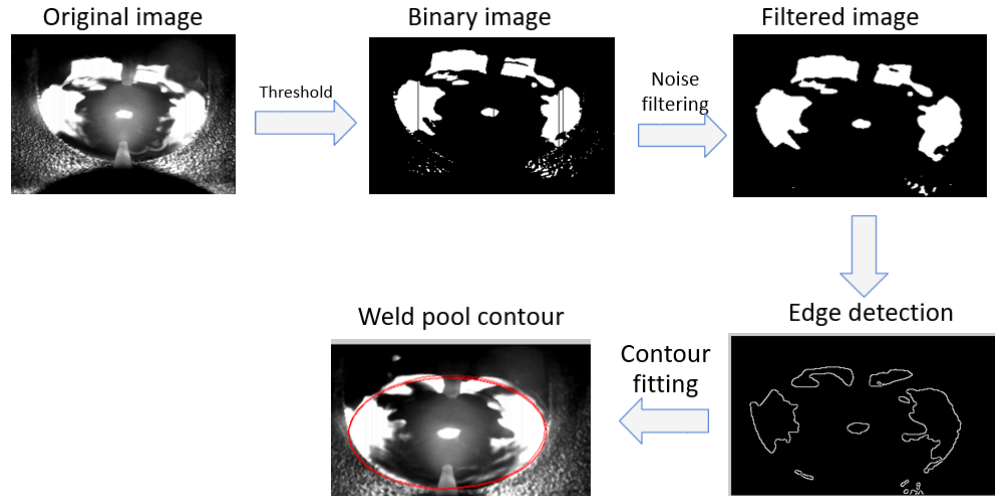 Original image
Binary image
Filtered image
Threshold
Noise
filtering
Edge detection
Weld pool contour
Contour
fitting